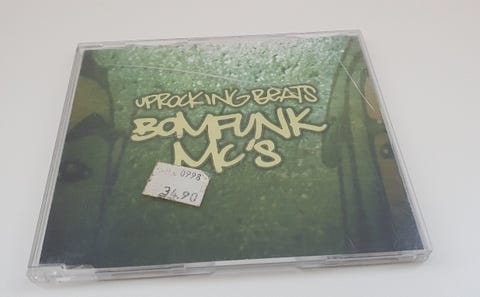 UPROCKING BEATS
BOMFUNK
MC'S
0998
34.90